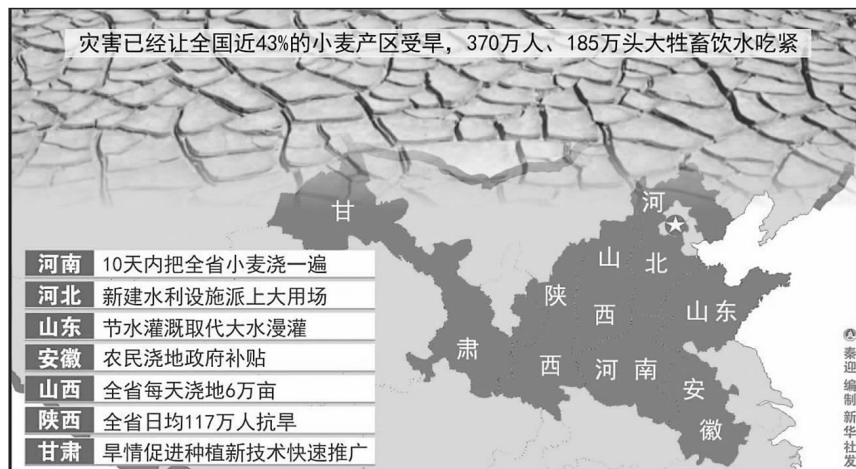 灾害已经让全国近43%的小麦产区受旱，370万人、185万头大牲畜饮水吃紧
河南 10天内把全省小麦浇一遍
河北 新建水利设施派上大用场
山东 节水灌溉取代大水漫灌
安徽 农民浇地政府补贴
山西 全省每天浇地6万亩
陕西 全省日均117万人抗旱
甘肃 旱情促进种植新技术快速推广
甘肃
陕西
山西
河北
山东
河南
安徽
秦迎 编制 新华社发